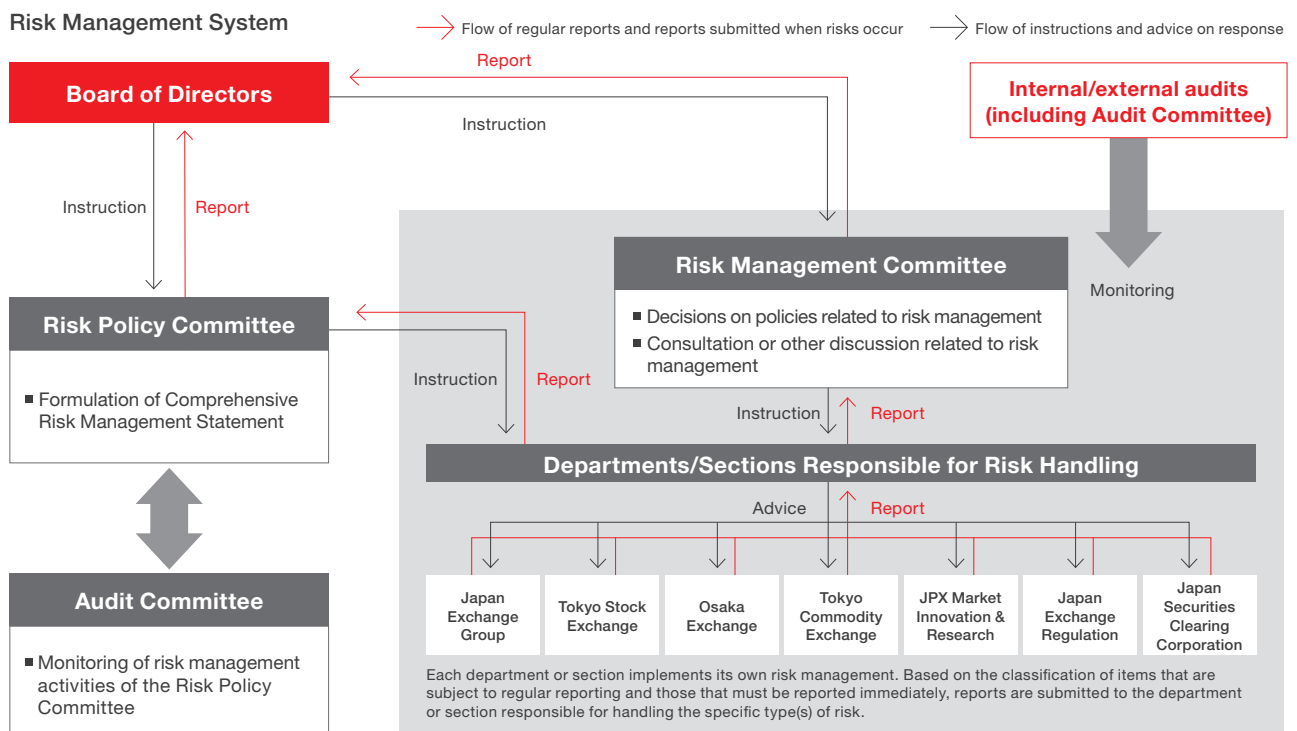 Risk Management System
Flow of regular reports and reports submitted when risks occur
Flow of instructions and advice on response
Report
Board of Directors
Instruction
Internal/external audits
(including Audit Committee)
Instruction
Report
Risk Management Committee
■ Decisions on policies related to risk management
■ Consultation or other discussion related to risk
management
Monitoring
Risk Policy Committee
■ Formulation of Comprehensive
Risk Management Statement
Instruction
Report
Instruction
Report
Departments/Sections Responsible for Risk Handling
Advice
Report
Japan
Exchange
Group
Tokyo Stock
Exchange
Osaka
Exchange
Tokyo
Commodity
Exchange
JPX Market
Innovation &
Research
Japan
Exchange
Regulation
Japan
Securities
Clearing
Corporation
Audit Committee
■ Monitoring of risk management
activities of the Risk Policy
Committee
Each department or section implements its own risk management. Based on the classification of items that are
subject to regular reporting and those that must be reported immediately, reports are submitted to the department
or section responsible for handling the specific type(s) of risk.